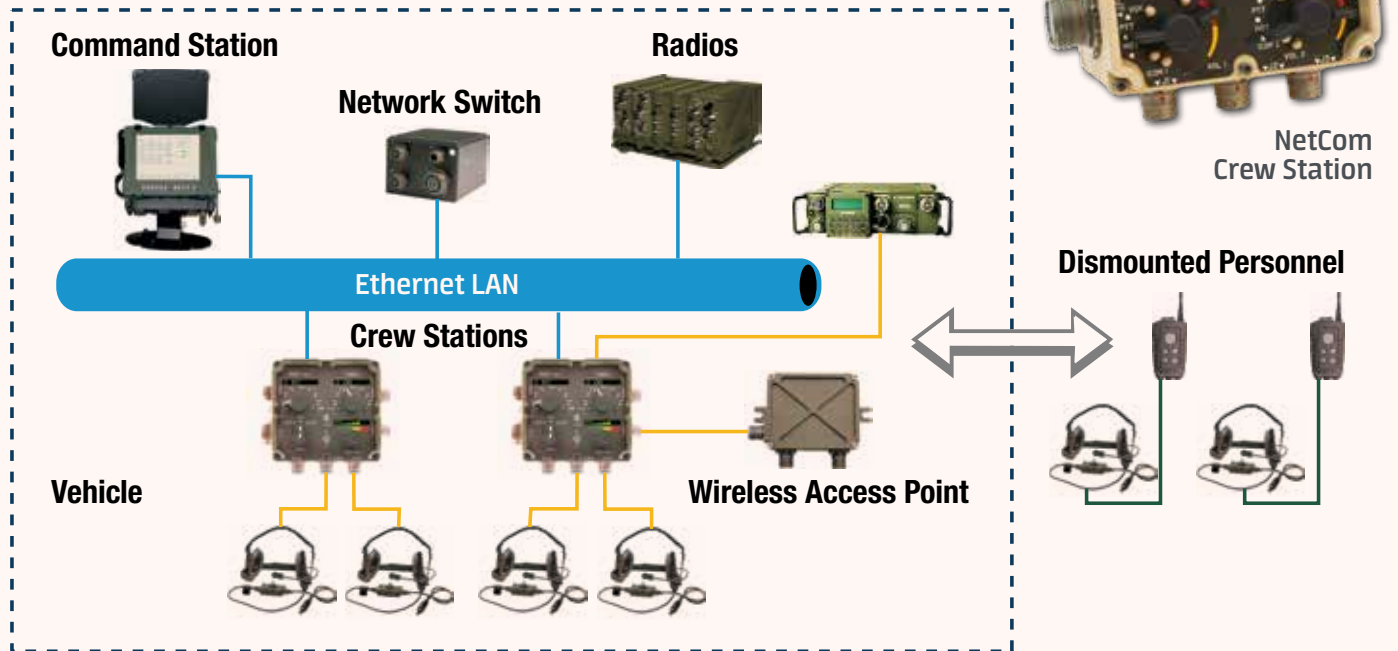 Command Station
Radios
Network Switch
NetCom
Crew Station
Ethernet LAN
Dismounted Personnel
Crew Stations
Vehicle
Wireless Access Point